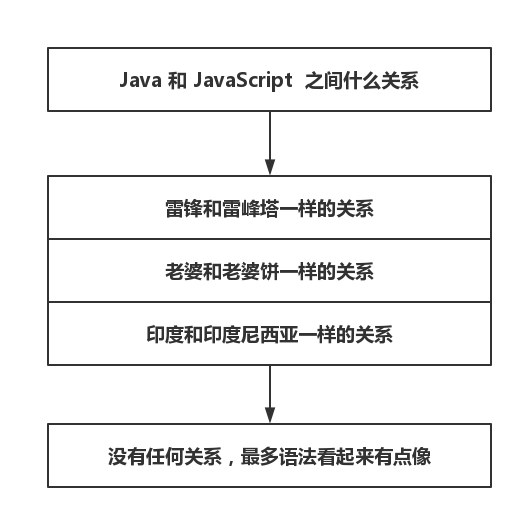 Java 和 JavaScript 之间什么关系
雷锋和雷峰塔一样的关系
老婆和老婆饼一样的关系
印度和印度尼西亚一样的关系
没有任何关系，最多语法看起来有点像